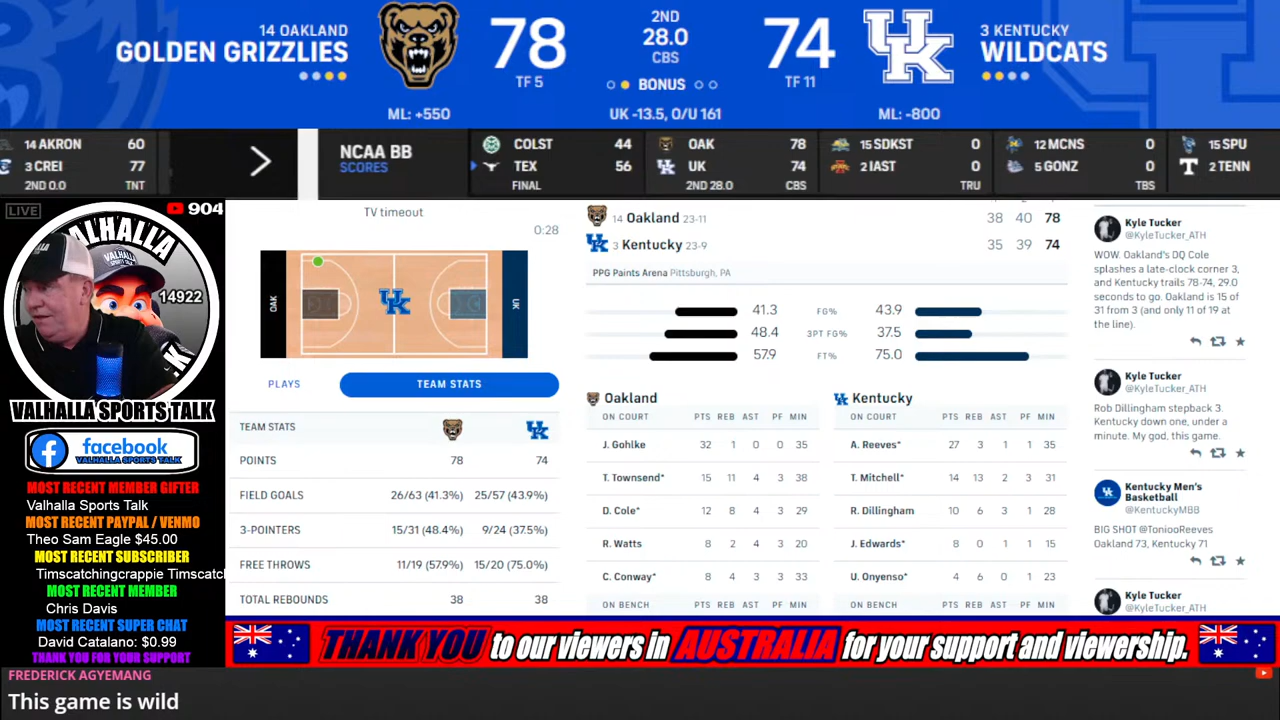 14 OAKLAND
GOLDEN GRIZZLIES
78
TF 5
ML: +550
2ND
28.0
CBS
BONUS
UK -13.5, O/U 161
74
TF 11
ML: -800
UK
3 KENTUCKY
WILDCATS
14 AKRON 60
3 CREI 77
2ND 0.0 TNT
NCAA BB
SCORES
COLST 44
TEX 56
FINAL
OAK 78
UK 74
2ND 28.0 CBS
15 SDKST 0
2 IAST 0
TRU
12 MCNS 0
5 GONZ 0
TBS
15 SPU
2 TENN
LIVE
904
VALHALLA
VALHALLA
SPORTS TALK
14922
VALHALLA SPORTS TALK
facebook
VALHALLA SPORTS TALK
MOST RECENT MEMBER GIFTER
Valhalla Sports Talk
MOST RECENT PAYPAL / VENMO
Theo Sam Eagle $45.00
MOST RECENT SUBSCRIBER
Timscatchingcrappie Timscatch
MOST RECENT MEMBER
Chris Davis
MOST RECENT SUPER CHAT
David Catalano: $0.99
THANK YOU FOR YOUR SUPPORT
TV timeout
0:28
OAK
UK
UK
PLAYS
TEAM STATS
TEAM STATS
POINTS 78 74
FIELD GOALS 26/63 (41.3%) 25/57 (43.9%)
3-POINTERS 15/31 (48.4%) 9/24 (37.5%)
FREE THROWS 11/19 (57.9%) 15/20 (75.0%)
TOTAL REBOUNDS 38 38
14 Oakland 23-11 38 40 78
3 Kentucky 23-9 35 39 74
PPG Paints Arena Pittsburgh, PA
41.3 FG% 43.9
48.4 3PT FG% 37.5
57.9 FT% 75.0
Oakland
ON COURT PTS REB AST PF MIN
J. Gohlke 32 1 0 0 35
T. Townsend* 15 11 4 3 38
D. Cole* 12 8 4 3 29
R. Watts 8 2 4 3 20
C. Conway* 8 4 3 3 33
ON BENCH PTS REB AST PF MIN
Kentucky
ON COURT PTS REB AST PF MIN
A. Reeves* 27 3 1 1 35
T. Mitchell* 14 13 2 3 31
R. Dillingham 10 6 3 1 28
J. Edwards* 8 0 1 1 15
U. Onyenso* 4 6 0 1 23
ON BENCH PTS REB AST PF MIN
Kyle Tucker
@KyleTucker_ATH
WOW. Oakland's DQ Cole
splashes a late-clock corner 3,
and Kentucky trails 78-74, 29.0
seconds to go. Oakland is 15 of
31 from 3 (and only 11 of 19 at
the line).
Kyle Tucker
@KyleTucker_ATH
Rob Dillingham stepback 3.
Kentucky down one, under a
minute. My god, this game.
Kentucky Men's
Basketball
@KentuckyMBB
BIG SHOT @ToniooReeves
Oakland 73, Kentucky 71
Kyle Tucker
@KyleTucker_ATH
THANK YOU to our viewers in AUSTRALIA for your support and viewership.
FREDERICK AGYEMANG
This game is wild